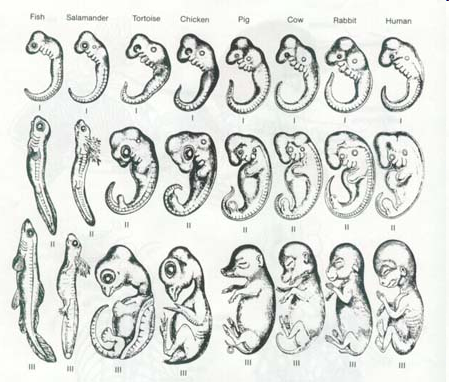 Fish Salamander Tortoise Chicken Pig Cow Rabbit Human
I I I I I I I
II II II II II II II II
III III III III III III III III